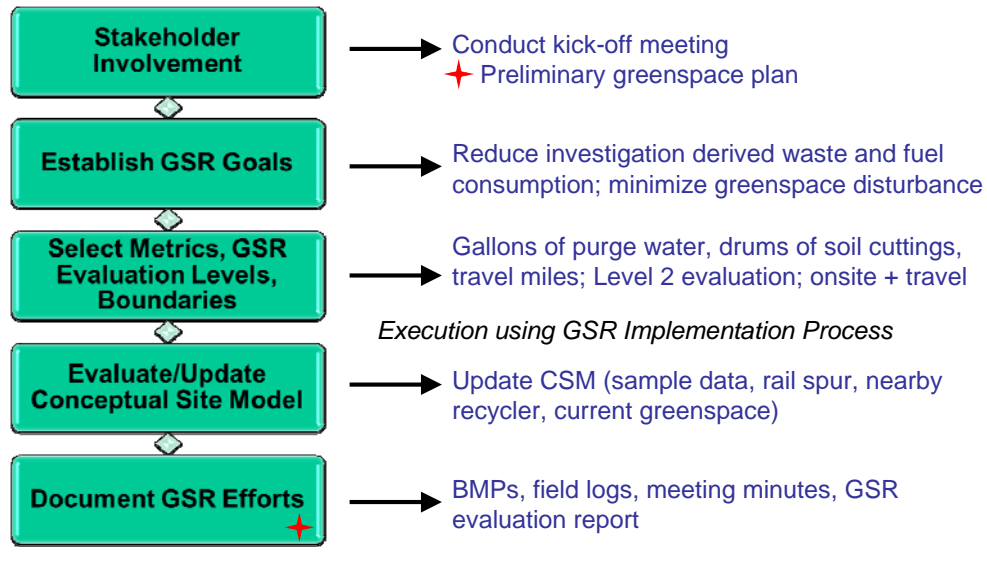 Stakeholder
Involvement
Conduct kick-off meeting
Preliminary greenspace plan
Establish GSR Goals
Reduce investigation derived waste and fuel
consumption; minimize greenspace disturbance
Select Metrics, GSR
Evaluation Levels,
Boundaries
Gallons of purge water, drums of soil cuttings,
travel miles; Level 2 evaluation; onsite + travel
Execution using GSR Implementation Process
Evaluate/Update
Conceptual Site Model
Update CSM (sample data, rail spur, nearby
recycler, current greenspace)
Document GSR Efforts
BMPs, field logs, meeting minutes, GSR
evaluation report